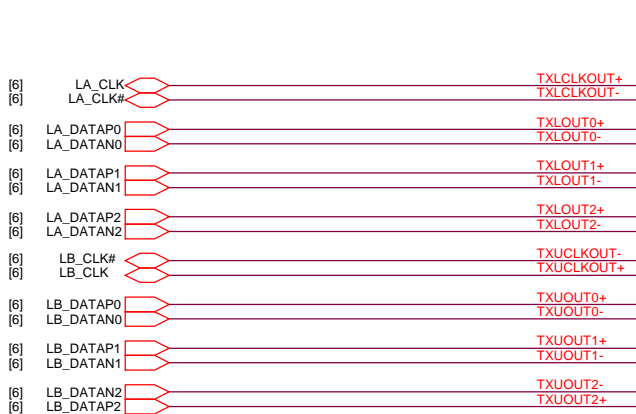 [6] LA_CLK TXLCLKOUT+
[6] LA_CLK# TXLCLKOUT-
[6] LA_DATAP0 TXLOUT0+
[6] LA_DATAN0 TXLOUT0-
[6] LA_DATAP1 TXLOUT1+
[6] LA_DATAN1 TXLOUT1-
[6] LA_DATAP2 TXLOUT2+
[6] LA_DATAN2 TXLOUT2-
[6] LB_CLK# TXUCLKOUT-
[6] LB_CLK TXUCLKOUT+
[6] LB_DATAP0 TXUOUT0+
[6] LB_DATAN0 TXUOUT0-
[6] LB_DATAP1 TXUOUT1+
[6] LB_DATAN1 TXUOUT1-
[6] LB_DATAN2 TXUOUT2-
[6] LB_DATAP2 TXUOUT2+